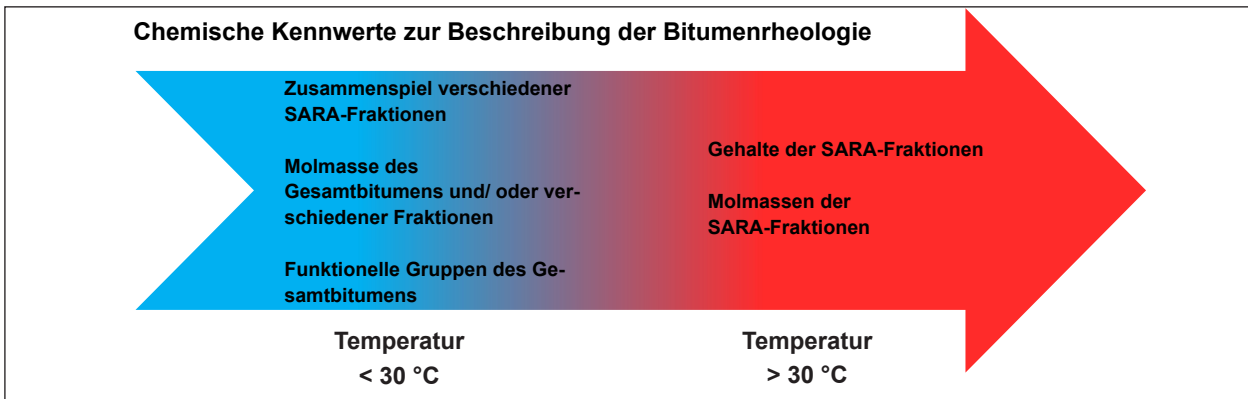 Chemische Kennwerte zur Beschreibung der Bitumenrheologie
Zusammenspiel verschiedener
SARA-Fraktionen
Molmasse des
Gesamtbitumens und/ oder ver-
schiedener Fraktionen
Funktionelle Gruppen des Ge-
samtbitumens
Gehalte der SARA-Fraktionen
Molmassen der
SARA-Fraktionen
Temperatur
< 30 °C
Temperatur
> 30 °C